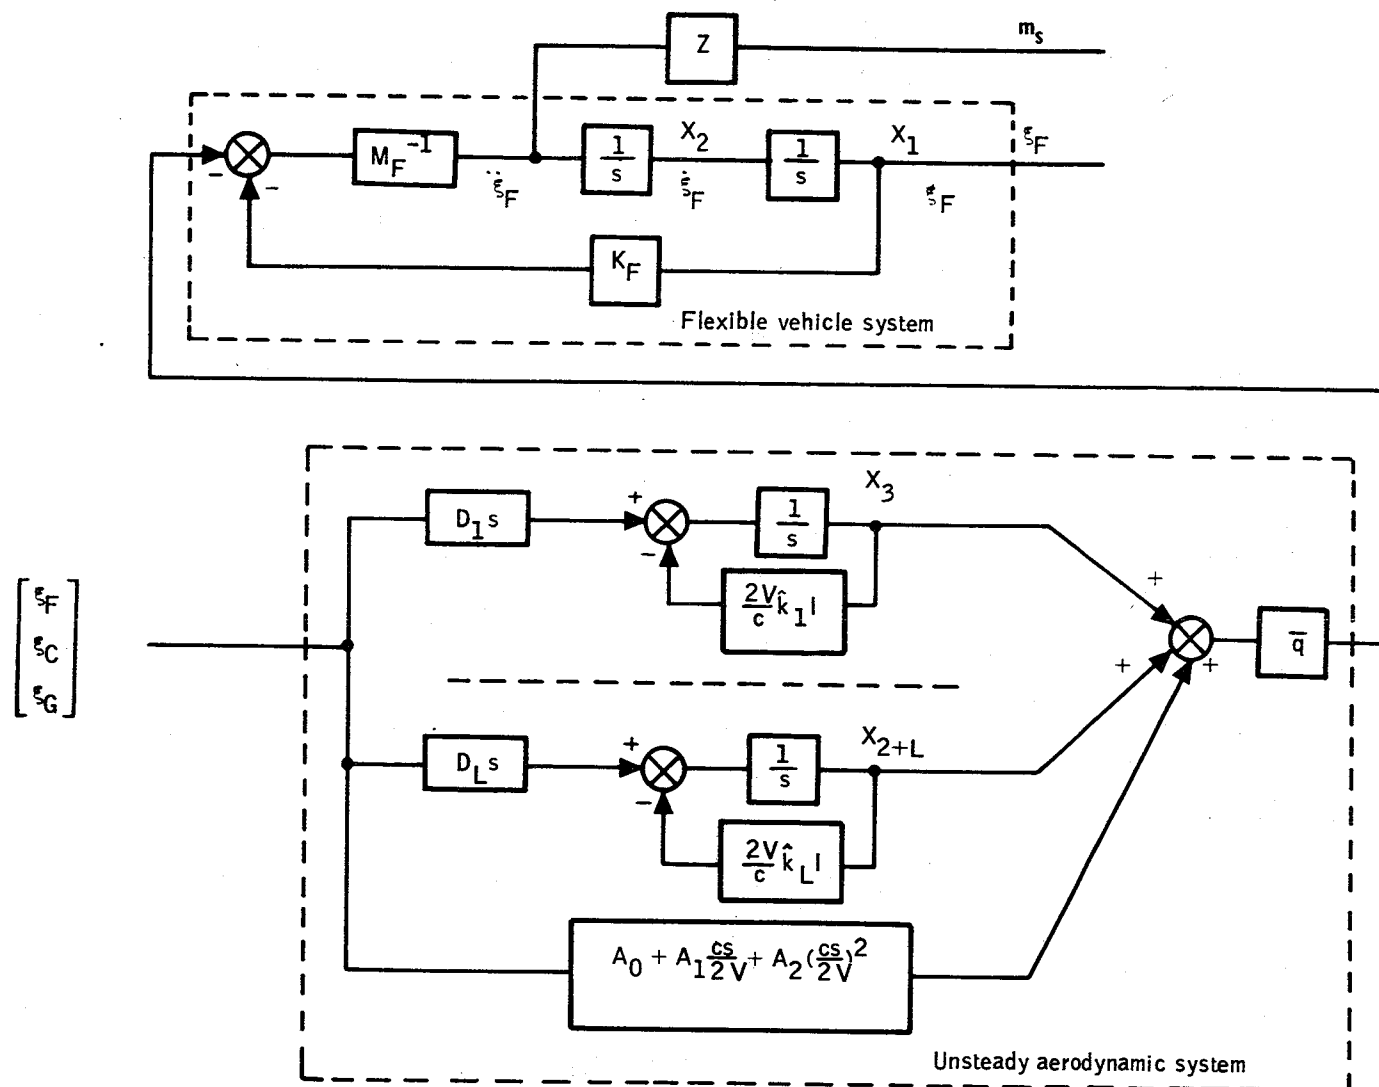 Z
m_s
M_F^{-1}
1/s
X_2
1/s
X_1
ξ_F
−
−
ξ̈_F
ξ̇_F
ξ_F
K_F
Flexible vehicle system
X_3
D_1 s
+
−
1/s
2V/c k̂_1 I
+
[ξ_F
ξ_C
ξ_G]
+
+
q̄
X_{2+L}
D_L s
+
−
1/s
2V/c k̂_L I
A_0 + A_1 cs/2V + A_2 (cs/2V)^2
Unsteady aerodynamic system